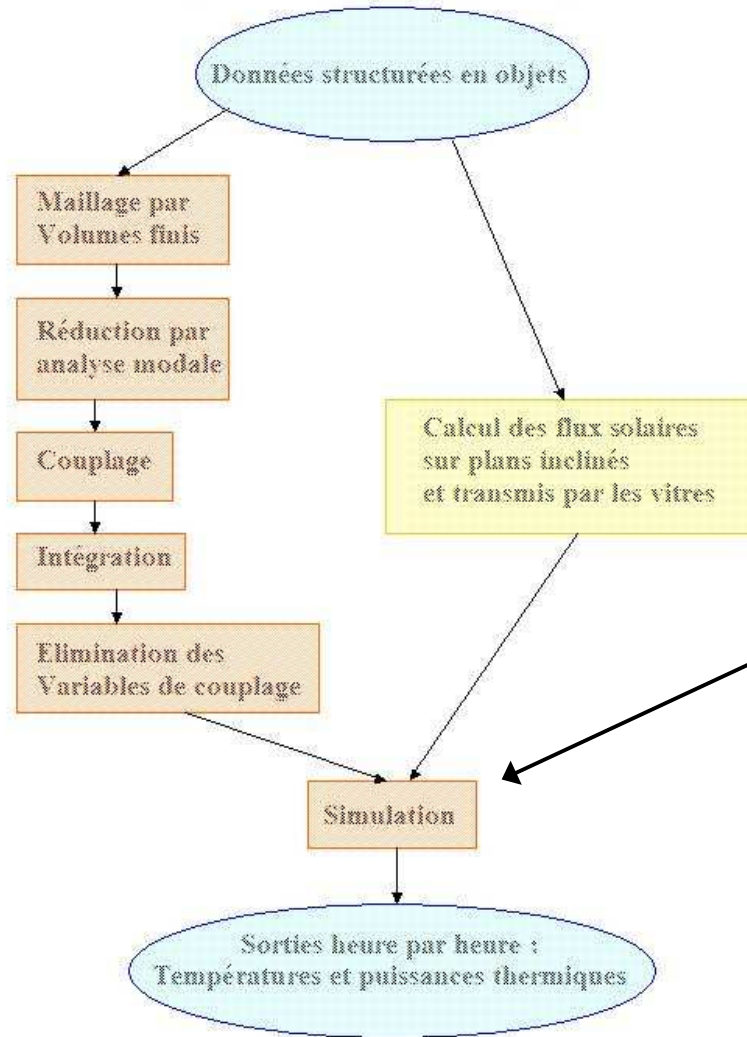 Données structurées en objets
Maillage par
Volumes finis
Réduction par
analyse modale
Couplage
Intégration
Elimination des
Variables de couplage
Calcul des flux solaires
sur plans inclinés
et transmis par les vitres
Simulation
Sorties heure par heure :
Températures et puissances thermiques